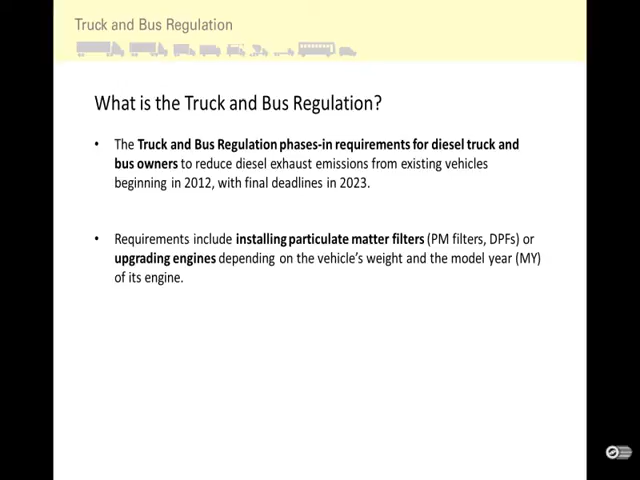 Truck and Bus Regulation
What is the Truck and Bus Regulation?
• The Truck and Bus Regulation phases-in requirements for diesel truck and
bus owners to reduce diesel exhaust emissions from existing vehicles
beginning in 2012, with final deadlines in 2023.
• Requirements include installing particulate matter filters (PM filters, DPFs) or
upgrading engines depending on the vehicle's weight and the model year (MY)
of its engine.